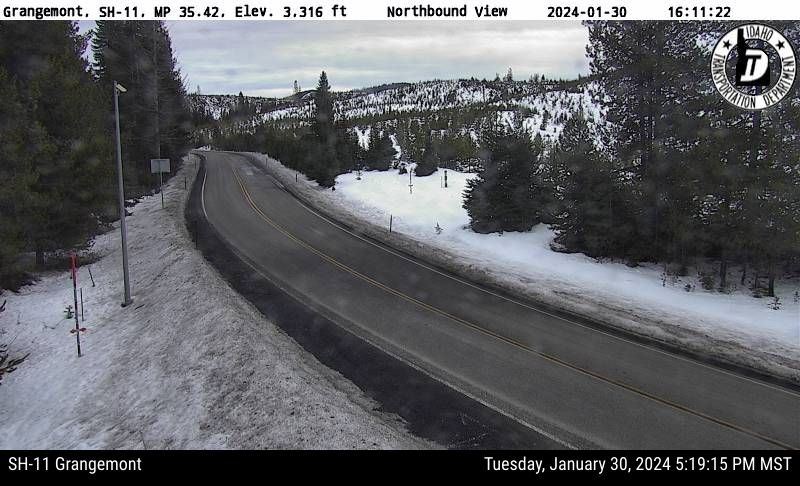 Grangemont, SH-11, MP 35.42, Elev. 3,316 ft Northbound View 2024-01-30 16:11:22
IDAHO
TRANSPORTATION DEPARTMENT
SH-11 Grangemont Tuesday, January 30, 2024 5:19:15 PM MST